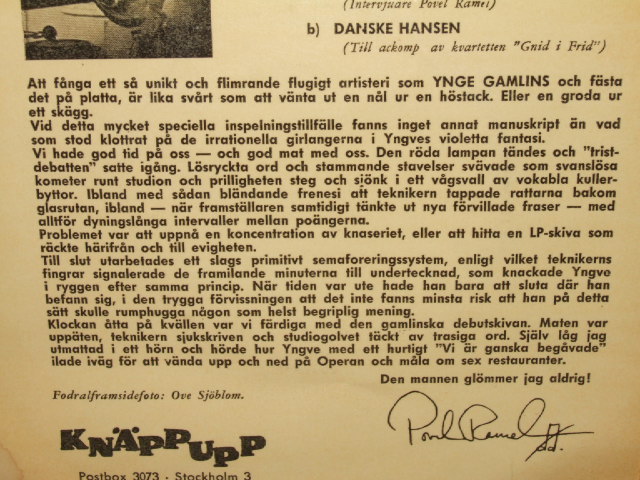 (Intervjuare Povel Ramel)
b) DANSKE HANSEN
(Till ackomp av kvartetten "Gnid i Frid")
Att fånga ett så unikt och flimrande flugigt artisteri som YNGE GAMLINS och fästa
det på platta, är lika svårt som att vänta ut en nål ur en höstack. Eller en groda ur
ett skägg.
Vid detta mycket speciella inspelningstillfälle fanns inget annat manuskript än vad
som stod klottrat på de irrationella girlangerna i Yngves violetta fantasi.
Vi hade god tid på oss — och god mat med oss. Den röda lampan tändes och "trist-
debatten" satte igång. Lösryckta ord och stammande stavelser svävade som svanslösa
kometer runt studion och prilligheten steg och sjönk i ett vågsvall av vokabla kuller-
byttor. Ibland med sådan bländande frenesi att teknikern tappade rattarna bakom
glasrutan, ibland — när framställaren samtidigt tänkte ut nya förvillade fraser — med
alltför dyningslånga intervaller mellan poängerna.
Problemet var att uppnå en koncentration av knaseriet, eller att hitta en LP-skiva som
räckte härifrån och till evigheten.
Till slut utarbetades ett slags primitivt semaforeringssystem, enligt vilket teknikerns
fingrar signalerade de framilande minuterna till undertecknad, som knackade Yngve
i ryggen efter samma princip. När tiden var ute hade han bara att sluta där han
befann sig, i den trygga förvissningen att det inte fanns minsta risk att han på detta
sätt skulle rumphugga någon som helst begriplig mening.
Klockan åtta på kvällen var vi färdiga med den gamlinska debutskivan. Maten var
uppäten, teknikern sjukskriven och studiogolvet täckt av trasiga ord. Själv låg jag
utmattad i ett hörn och hörde hur Yngve med ett hurtigt "Vi är ganska begåvade"
ilade iväg för att vända upp och ned på Operan och måla om sex restauranter.
Den mannen glömmer jag aldrig!
Fodralframsidefoto: Ove Sjöblom.
Povel Ramel
KNÄPPUPP
Postbox 3073 · Stockholm 3